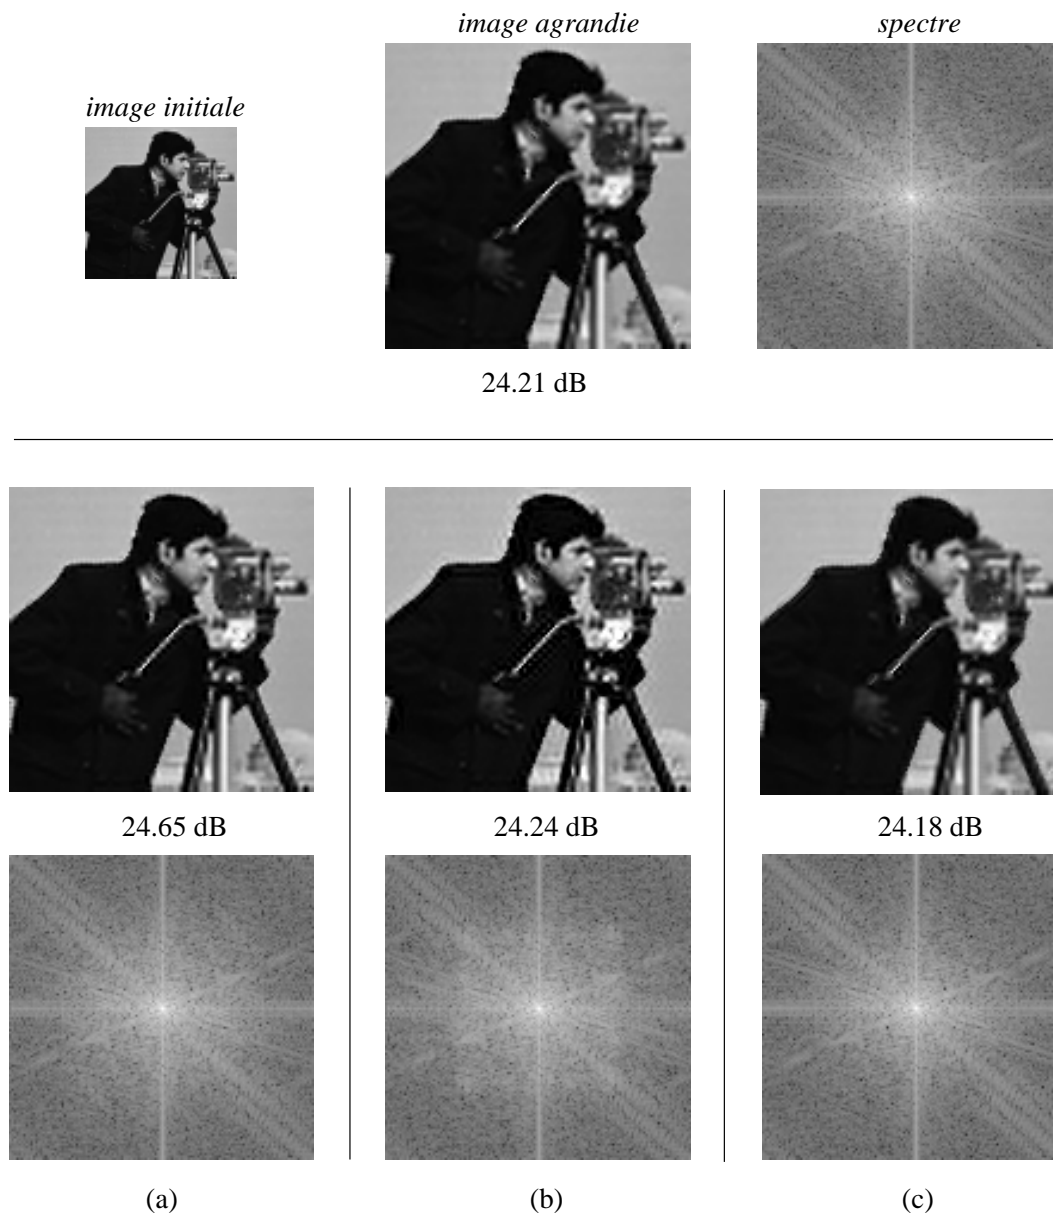 image initiale
image agrandie
spectre
24.21 dB
24.65 dB
24.24 dB
24.18 dB
(a)
(b)
(c)